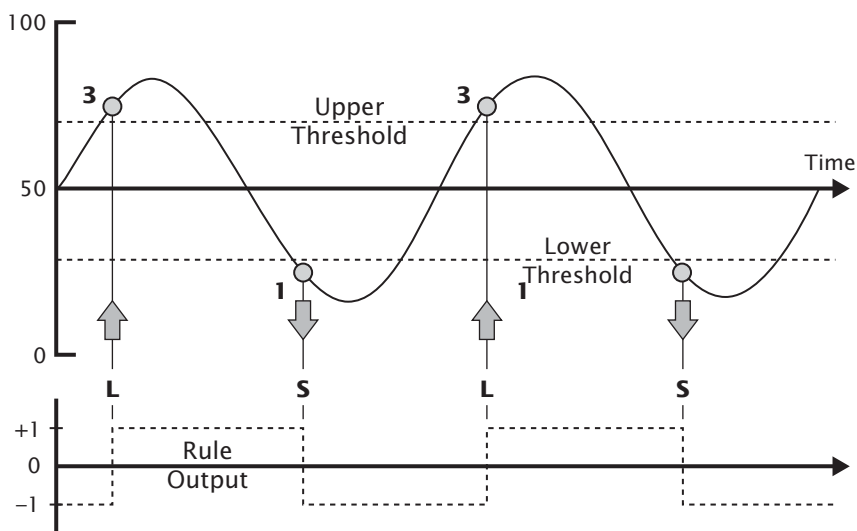 100
3
3
Upper
Threshold
Time
50
Lower
Threshold
1
1
0
L
S
L
S
+1
Rule
0
Output
−1